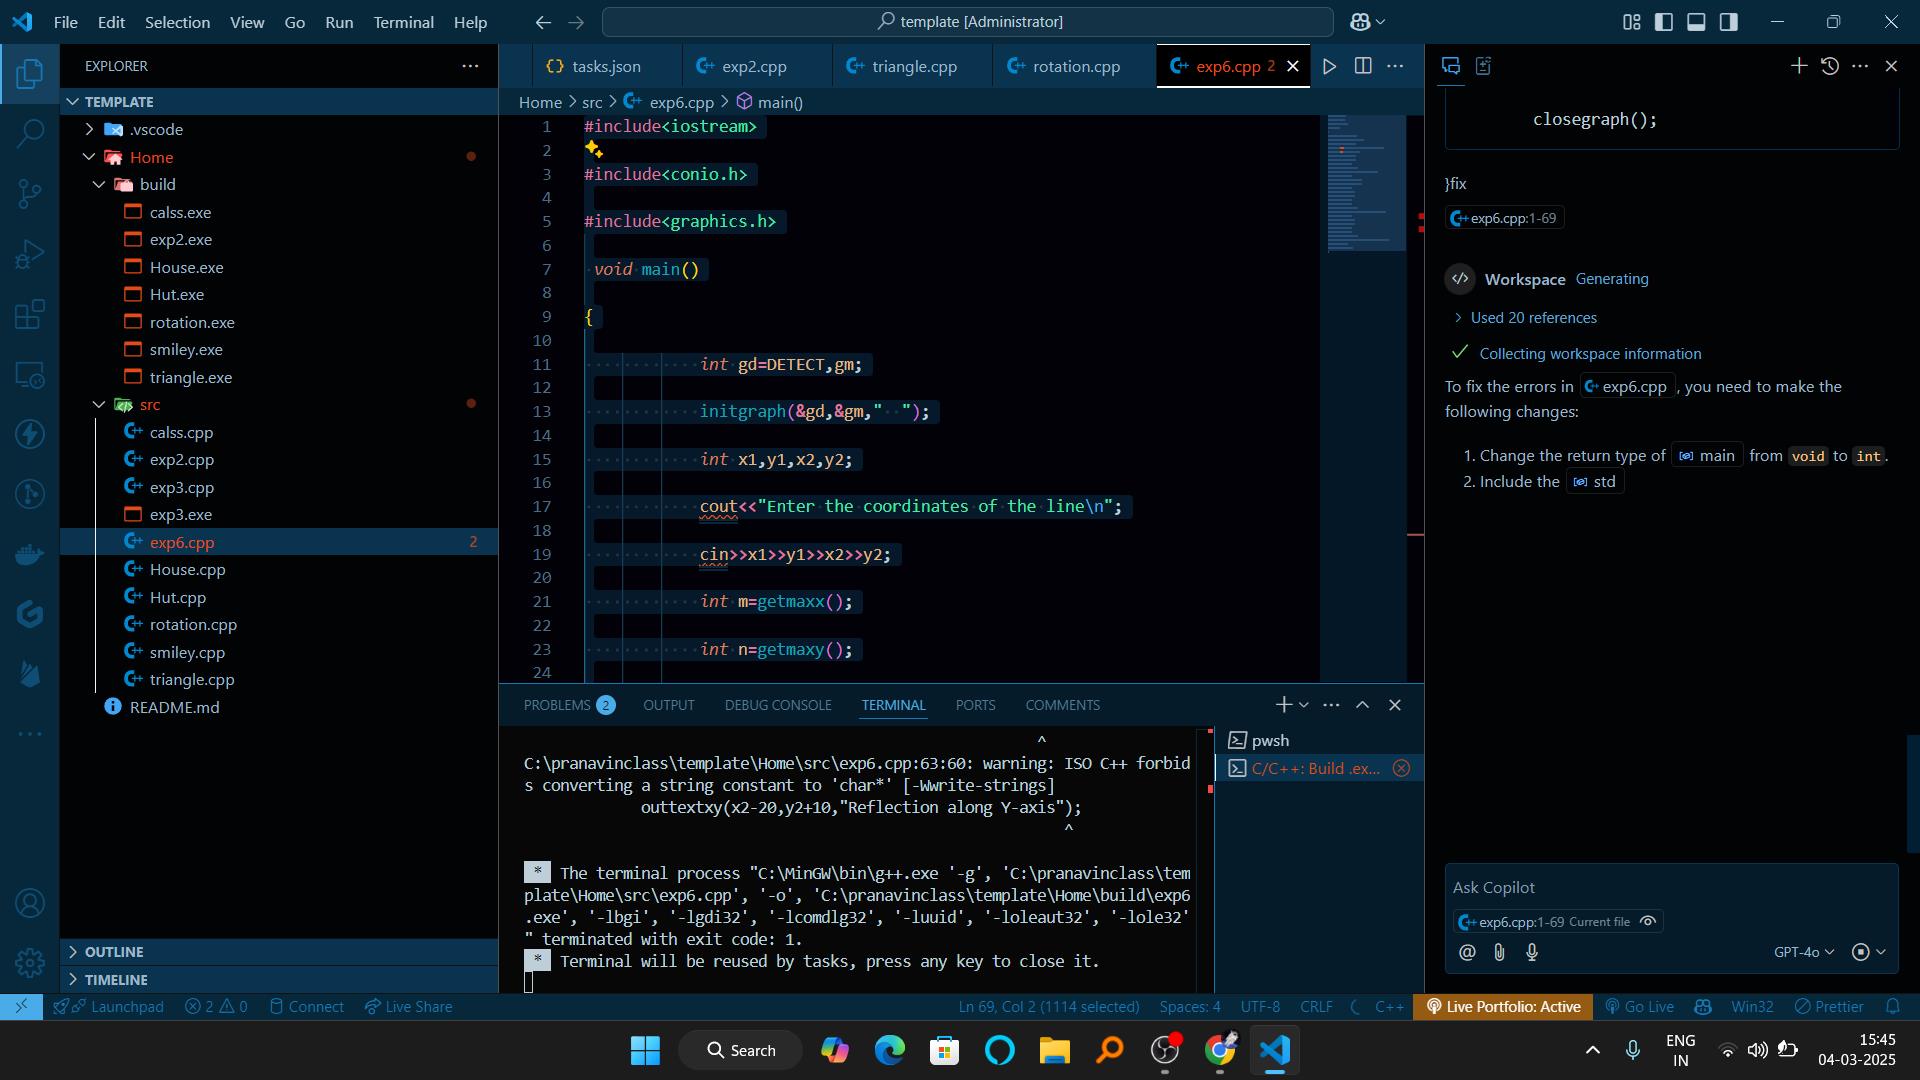 File Edit Selection View Go Run Terminal Help
template [Administrator]
EXPLORER
TEMPLATE
.vscode
Home
build
calss.exe
exp2.exe
House.exe
Hut.exe
rotation.exe
smiley.exe
triangle.exe
src
calss.cpp
exp2.cpp
exp3.cpp
exp3.exe
exp6.cpp 2
House.cpp
Hut.cpp
rotation.cpp
smiley.cpp
triangle.cpp
README.md
OUTLINE
TIMELINE
tasks.json exp2.cpp triangle.cpp rotation.cpp exp6.cpp 2
Home > src > exp6.cpp > main()
1 #include<iostream>
2
3 #include<conio.h>
4
5 #include<graphics.h>
6
7 void main()
8
9 {
10
11 int gd=DETECT,gm;
12
13 initgraph(&gd,&gm,"  ");
14
15 int x1,y1,x2,y2;
16
17 cout<<"Enter the coordinates of the line\n";
18
19 cin>>x1>>y1>>x2>>y2;
20
21 int m=getmaxx();
22
23 int n=getmaxy();
24
PROBLEMS 2 OUTPUT DEBUG CONSOLE TERMINAL PORTS COMMENTS
^
C:\pranavinclass\template\Home\src\exp6.cpp:63:60: warning: ISO C++ forbid
s converting a string constant to 'char*' [-Wwrite-strings]
outtextxy(x2-20,y2+10,"Reflection along Y-axis");
^
* The terminal process "C:\MinGW\bin\g++.exe '-g', 'C:\pranavinclass\tem
plate\Home\src\exp6.cpp', '-o', 'C:\pranavinclass\template\Home\build\exp6
.exe', '-lbgi', '-lgdi32', '-lcomdlg32', '-luuid', '-loleaut32', '-lole32'
" terminated with exit code: 1.
* Terminal will be reused by tasks, press any key to close it.
pwsh
C/C++: Build .ex...
closegraph();
}fix
exp6.cpp:1-69
Workspace Generating
Used 20 references
Collecting workspace information
To fix the errors in exp6.cpp , you need to make the
following changes:
1. Change the return type of main from void to int .
2. Include the std
Ask Copilot
exp6.cpp:1-69 Current file
GPT-4o
Launchpad 2 0 Connect Live Share
Ln 69, Col 2 (1114 selected) Spaces: 4 UTF-8 CRLF C++ Live Portfolio: Active Go Live Win32 Prettier
Search
ENG
IN
15:45
04-03-2025